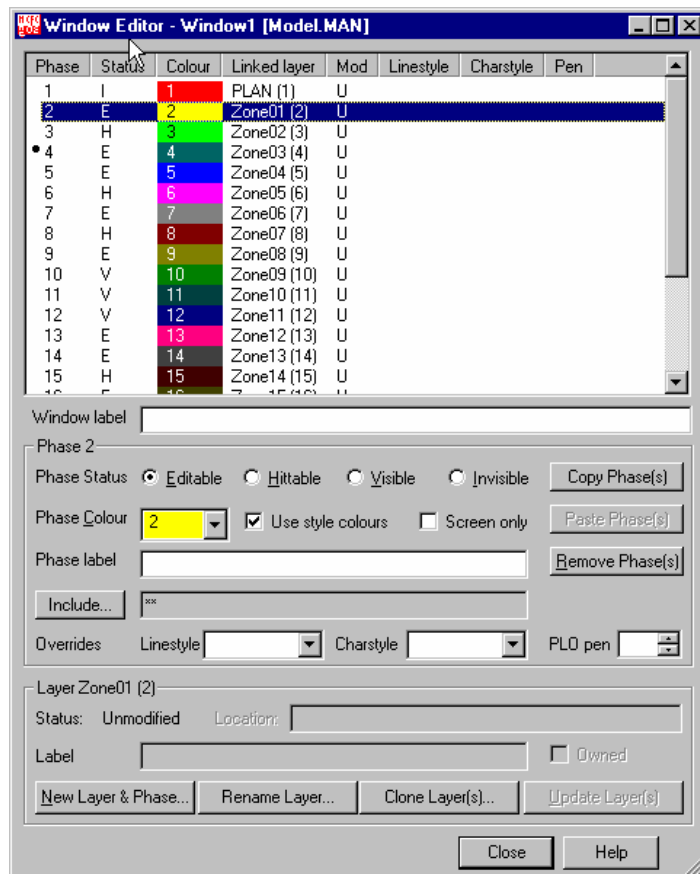 Window Editor - Window1 [Model.MAN]
Phase Status Colour Linked layer Mod Linestyle Charstyle Pen
1 I 1 PLAN (1) U
2 E 2 Zone01 (2) U
3 H 3 Zone02 (3) U
4 E 4 Zone03 (4) U
5 E 5 Zone04 (5) U
6 H 6 Zone05 (6) U
7 E 7 Zone06 (7) U
8 H 8 Zone07 (8) U
9 E 9 Zone08 (9) U
10 V 10 Zone09 (10) U
11 V 11 Zone10 (11) U
12 V 12 Zone11 (12) U
13 E 13 Zone12 (13) U
14 E 14 Zone13 (14) U
15 H 15 Zone14 (15) U
Window label
Phase 2
Phase Status Editable Hittable Visible Invisible Copy Phase(s)
Phase Colour 2 Use style colours Screen only Paste Phase(s)
Phase label Remove Phase(s)
Include... **
Overrides Linestyle Charstyle PLO pen
Layer Zone01 (2)
Status: Unmodified Location:
Label Owned
New Layer & Phase... Rename Layer... Clone Layer(s)... Update Layer(s)
Close Help